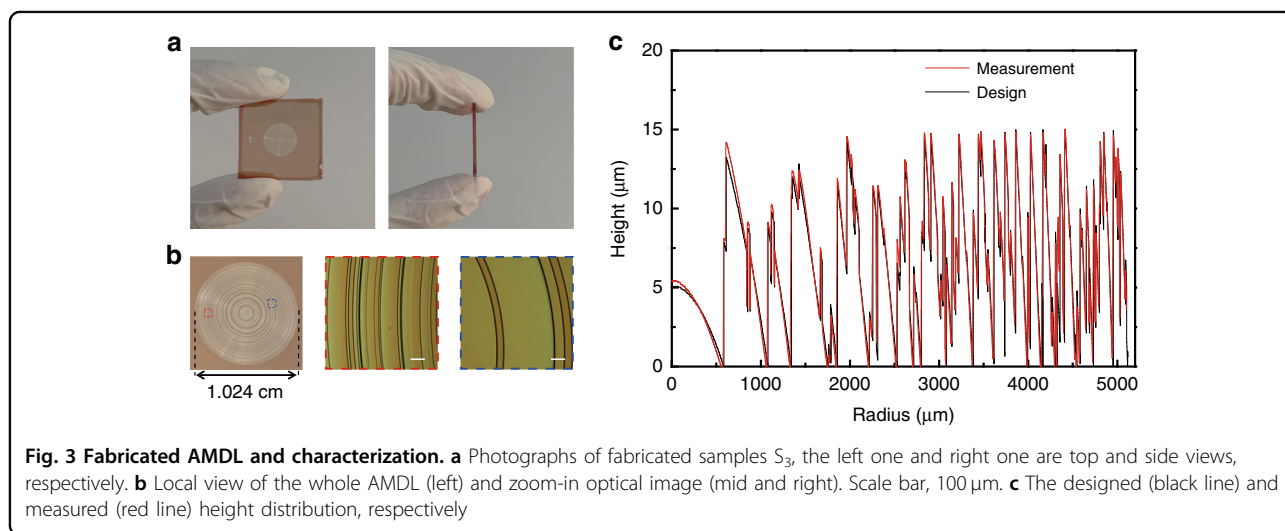 a
b
1.024 cm
c
20
15
10
5
0
Height (μm)
Measurement
Design
0 1000 2000 3000 4000 5000
Radius (μm)
Fig. 3 Fabricated AMDL and characterization. a Photographs of fabricated samples S₃, the left one and right one are top and side views,
respectively. b Local view of the whole AMDL (left) and zoom-in optical image (mid and right). Scale bar, 100 μm. c The designed (black line) and
measured (red line) height distribution, respectively